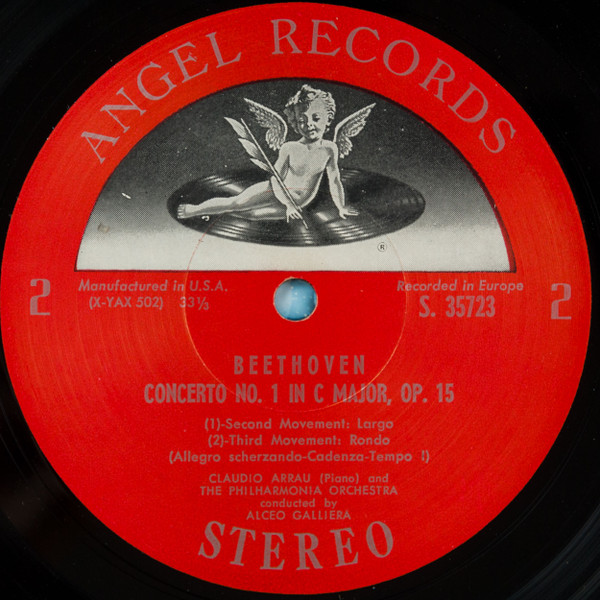 ANGEL RECORDS
®
2
2
Manufactured in U.S.A.
Recorded in Europe
(X-YAX 502) 33⅓
S. 35723
BEETHOVEN
CONCERTO NO. 1 IN C MAJOR, OP. 15
(1)-Second Movement: Largo
(2)-Third Movement: Rondo
(Allegro scherzando-Cadenza-Tempo I)
CLAUDIO ARRAU (Piano) and
THE PHILHARMONIA ORCHESTRA
conducted by
ALCEO GALLIERA
STEREO